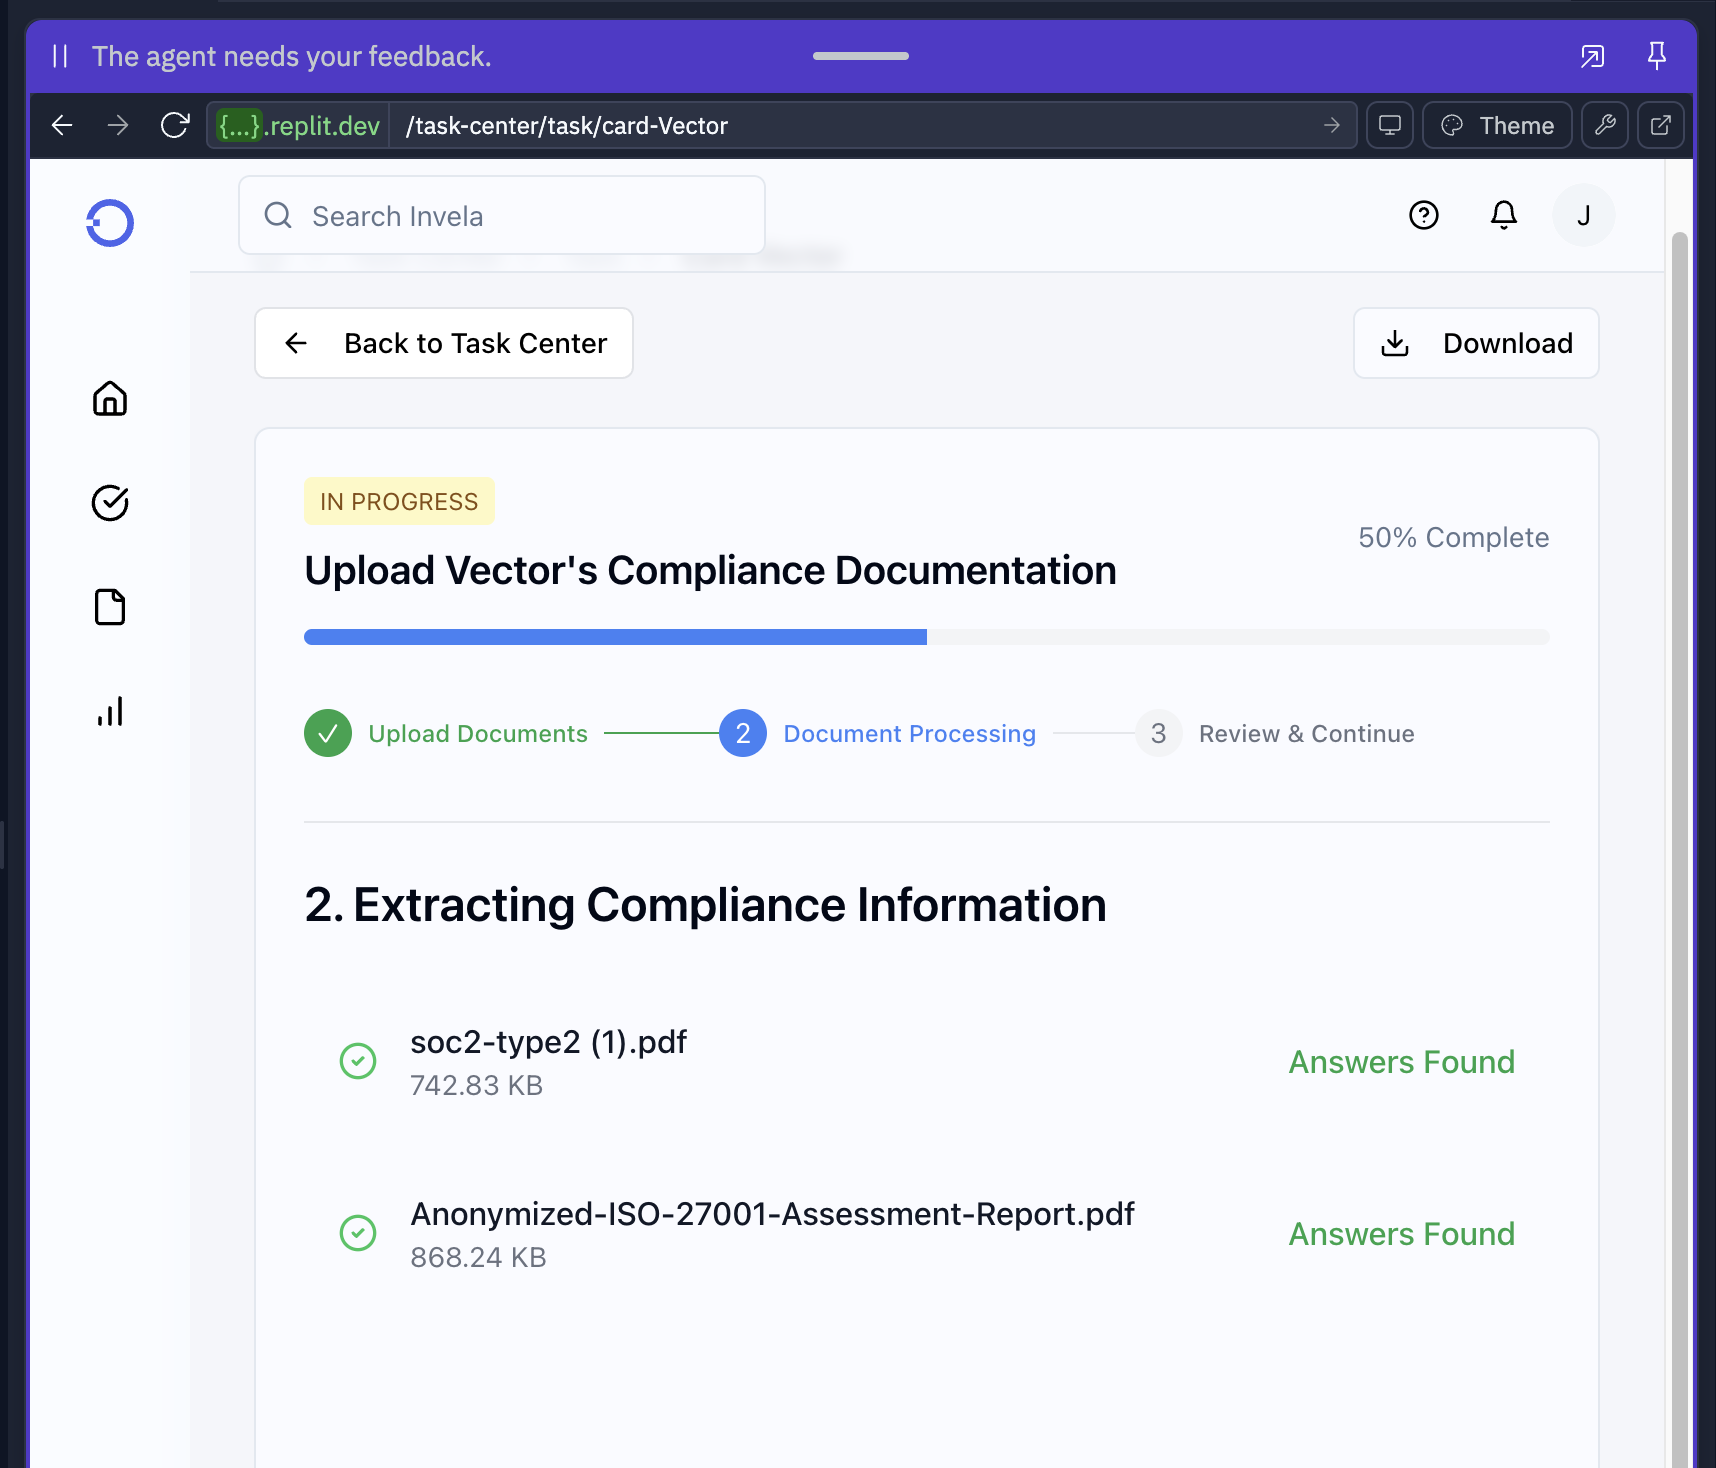 The agent needs your feedback.
{...}.replit.dev /task-center/task/card-Vector
Theme
Search Invela
J
Back to Task Center
Download
IN PROGRESS
50% Complete
Upload Vector's Compliance Documentation
Upload Documents
2 Document Processing
3 Review & Continue
2. Extracting Compliance Information
soc2-type2 (1).pdf
742.83 KB
Answers Found
Anonymized-ISO-27001-Assessment-Report.pdf
868.24 KB
Answers Found